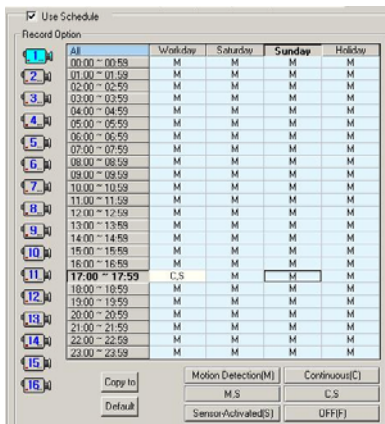 Use Schedule
Record Option
All Workday Saturday Sunday Holiday
00:00 ~ 00:59 M M M M
01:00 ~ 01:59 M M M M
02:00 ~ 02:59 M M M M
03:00 ~ 03:59 M M M M
04:00 ~ 04:59 M M M M
05:00 ~ 05:59 M M M M
06:00 ~ 06:59 M M M M
07:00 ~ 07:59 M M M M
08:00 ~ 08:59 M M M M
09:00 ~ 09:59 M M M M
10:00 ~ 10:59 M M M M
11:00 ~ 11:59 M M M M
12:00 ~ 12:59 M M M M
13:00 ~ 13:59 M M M M
14:00 ~ 14:59 M M M M
15:00 ~ 15:59 M M M M
16:00 ~ 16:59 M M M M
17:00 ~ 17:59 C,S M M M
18:00 ~ 18:59 M M M M
19:00 ~ 19:59 M M M M
20:00 ~ 20:59 M M M M
21:00 ~ 21:59 M M M M
22:00 ~ 22:59 M M M M
23:00 ~ 23:59 M M M M
1
2
3
4
5
6
7
8
9
10
11
12
13
14
15
16
Copy to
Default
Motion Detection(M) Continuous(C)
M,S C,S
Sensor-Activated(S) OFF(F)